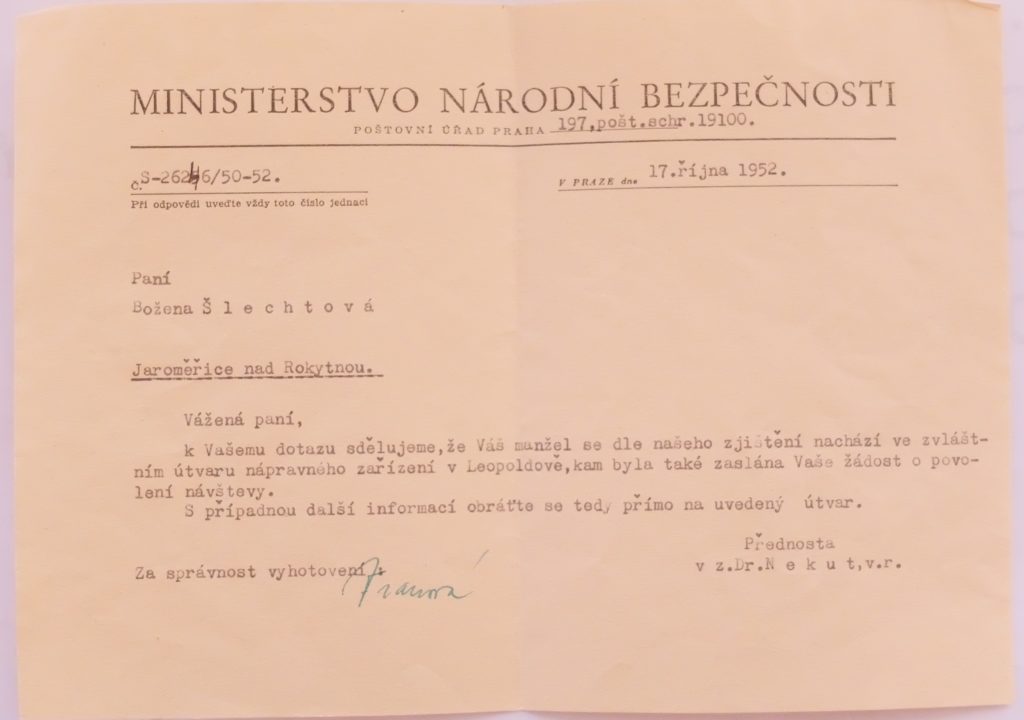 MINISTERSTVO NÁRODNÍ BEZPEČNOSTI
POŠTOVNÍ ÚŘAD PRAHA 197,pošt.schr.19100.
č. S-26246/50-52.
V PRAZE dne 17.října 1952.
Při odpovědi uveďte vždy toto číslo jednací
Paní
Božena Š l e c h t o v á
Jaroměřice nad Rokytnou.
Vážená paní,
k Vašemu dotazu sdělujeme,že Váš manžel se dle našeho zjištění nachází ve zvlášt-
ním útvaru nápravného zařízení v Leopoldově,kam byla také zaslána Vaše žádost o povo-
lení návštevy.
S případnou další informací obráťte se tedy přímo na uvedený útvar.
Přednosta
v z.Dr.N e k u t,v.r.
Za správnost vyhotovení: